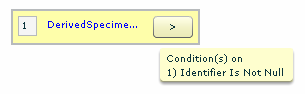 1 DerivedSpecime... >
Condition(s) on
1) Identifier Is Not Null